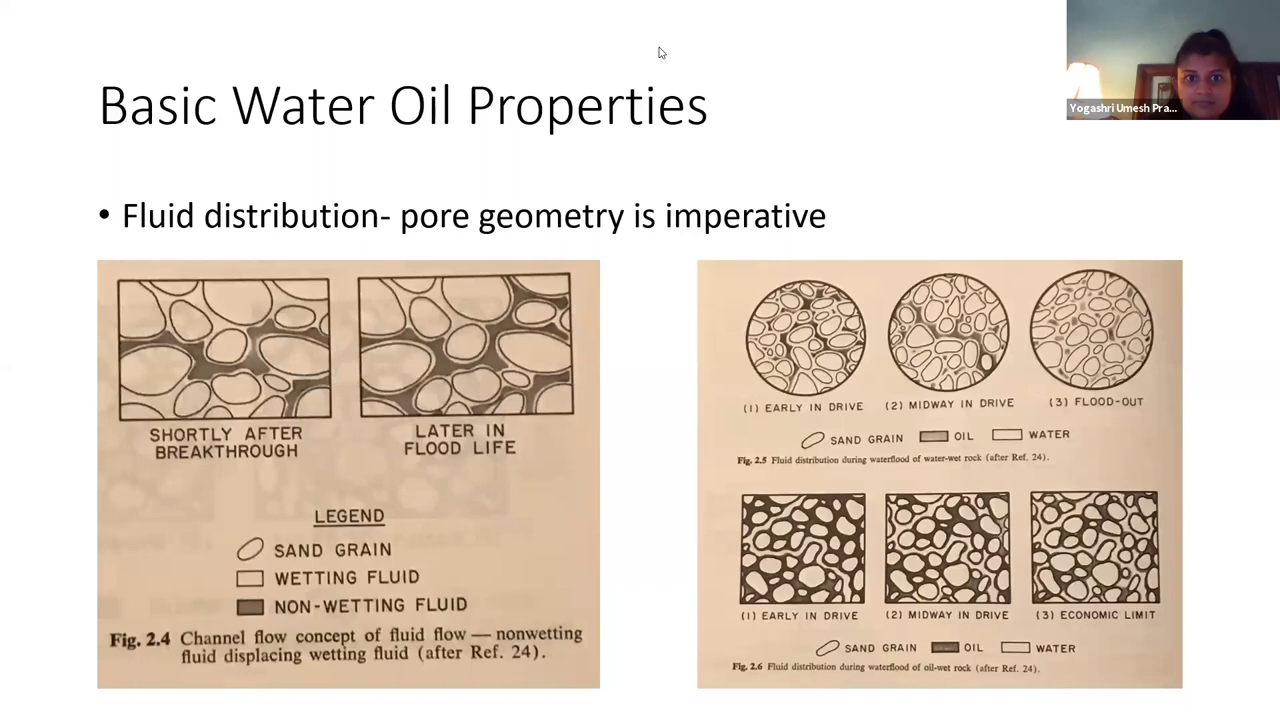 Basic Water Oil Properties
Yogashri Umesh Pra...
• Fluid distribution- pore geometry is imperative
SHORTLY AFTER
BREAKTHROUGH
LATER IN
FLOOD LIFE
LEGEND
SAND GRAIN
WETTING FLUID
NON-WETTING FLUID
Fig. 2.4 Channel flow concept of fluid flow — nonwetting
fluid displacing wetting fluid (after Ref. 24).
(1) EARLY IN DRIVE (2) MIDWAY IN DRIVE (3) FLOOD-OUT
SAND GRAIN OIL WATER
Fig. 2.5 Fluid distribution during waterflood of water-wet rock (after Ref. 24).
(1) EARLY IN DRIVE (2) MIDWAY IN DRIVE (3) ECONOMIC LIMIT
SAND GRAIN OIL WATER
Fig. 2.6 Fluid distribution during waterflood of oil-wet rock (after Ref. 24).